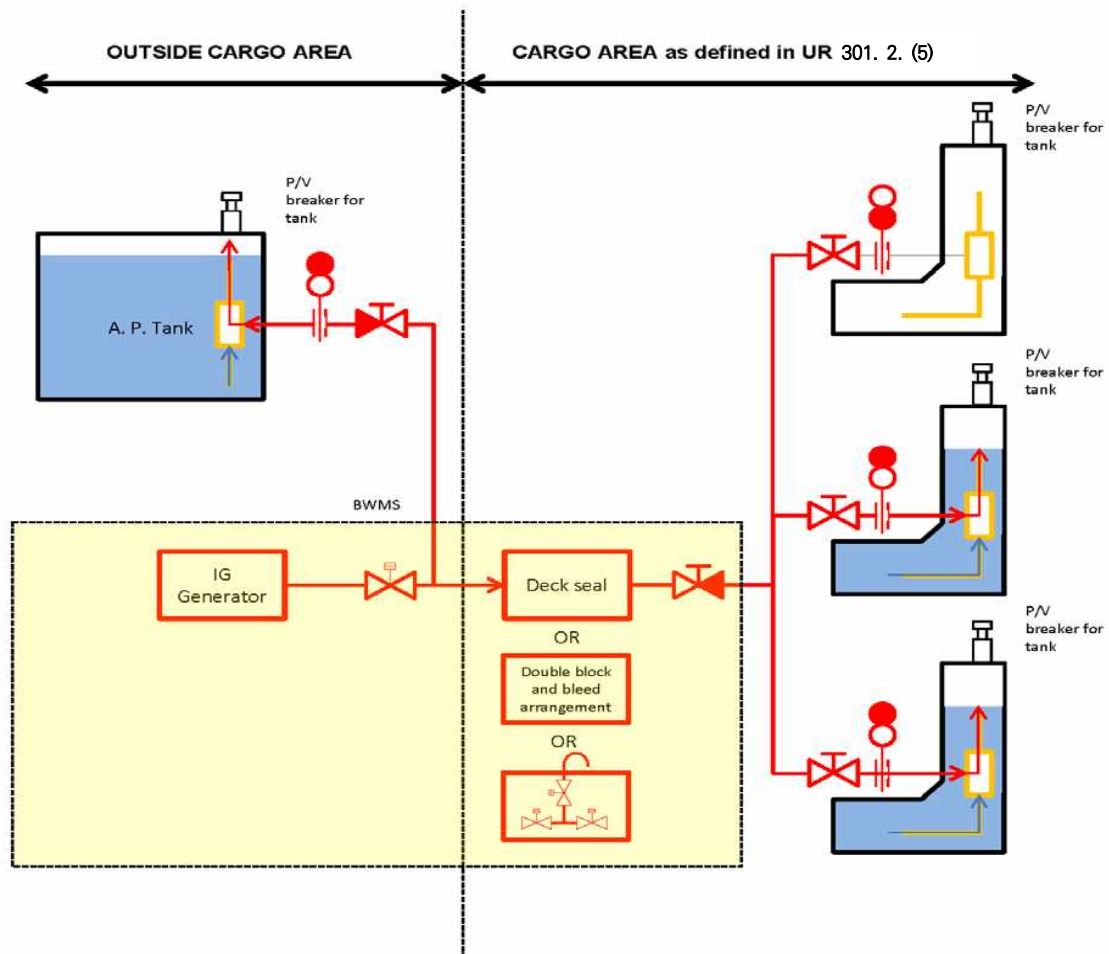 OUTSIDE CARGO AREA
CARGO AREA as defined in UR 301. 2. (5)
P/V
breaker for
tank
P/V
breaker for
tank
A. P. Tank
P/V
breaker for
tank
BWMS
IG
Generator
Deck seal
OR
Double block
and bleed
arrangement
OR
P/V
breaker for
tank